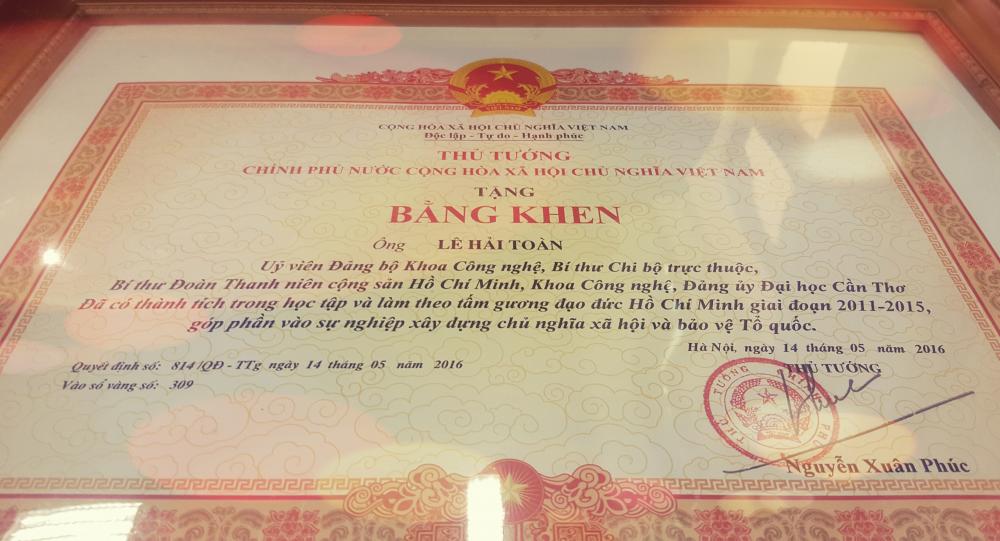 CỘNG HÒA XÃ HỘI CHỦ NGHĨA VIỆT NAM
Độc lập - Tự do - Hạnh phúc
THỦ TƯỚNG
CHÍNH PHỦ NƯỚC CỘNG HÒA XÃ HỘI CHỦ NGHĨA VIỆT NAM
TẶNG
BẰNG KHEN
Ông LÊ HẢI TOÀN
Uỷ viên Đảng bộ Khoa Công nghệ, Bí thư Chi bộ trực thuộc,
Bí thư Đoàn Thanh niên cộng sản Hồ Chí Minh, Khoa Công nghệ, Đảng ủy Đại học Cần Thơ
Đã có thành tích trong học tập và làm theo tấm gương đạo đức Hồ Chí Minh giai đoạn 2011-2015,
góp phần vào sự nghiệp xây dựng chủ nghĩa xã hội và bảo vệ Tổ quốc.
Hà Nội, ngày 14 tháng 05 năm 2016
Quyết định số: 814/QĐ - TTg ngày 14 tháng 05 năm 2016
THỦ TƯỚNG
Vào sổ vàng số: 309
THỦ TƯỚNG CHÍNH PHỦ
Nguyễn Xuân Phúc